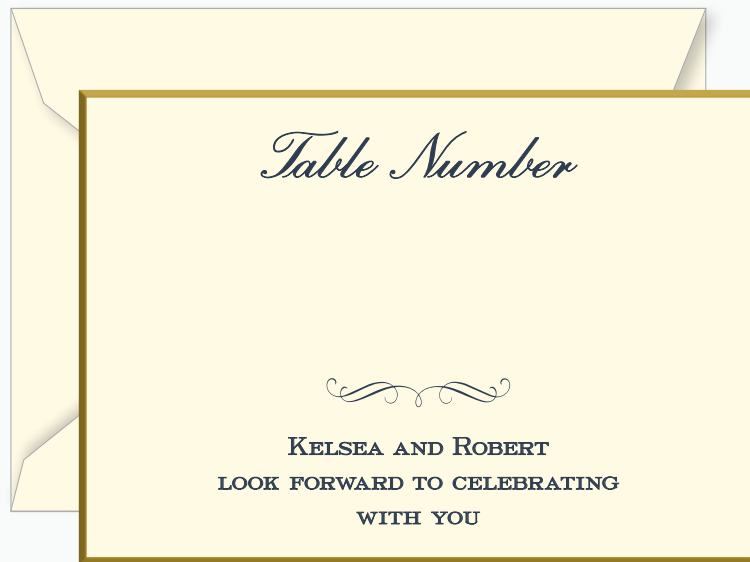 Table Number
Kelsea and Robert
look forward to celebrating
with you